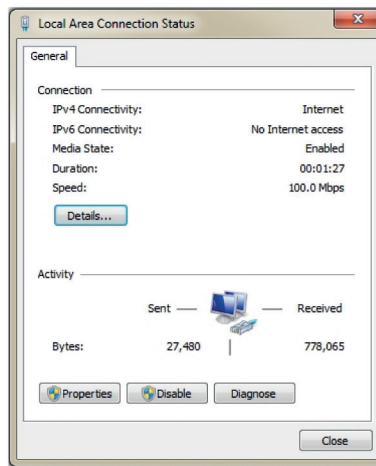 Local Area Connection Status
General
Connection
IPv4 Connectivity: Internet
IPv6 Connectivity: No Internet access
Media State: Enabled
Duration: 00:01:27
Speed: 100.0 Mbps
Details...
Activity
Sent Received
Bytes: 27,480 778,065
Properties Disable Diagnose
Close